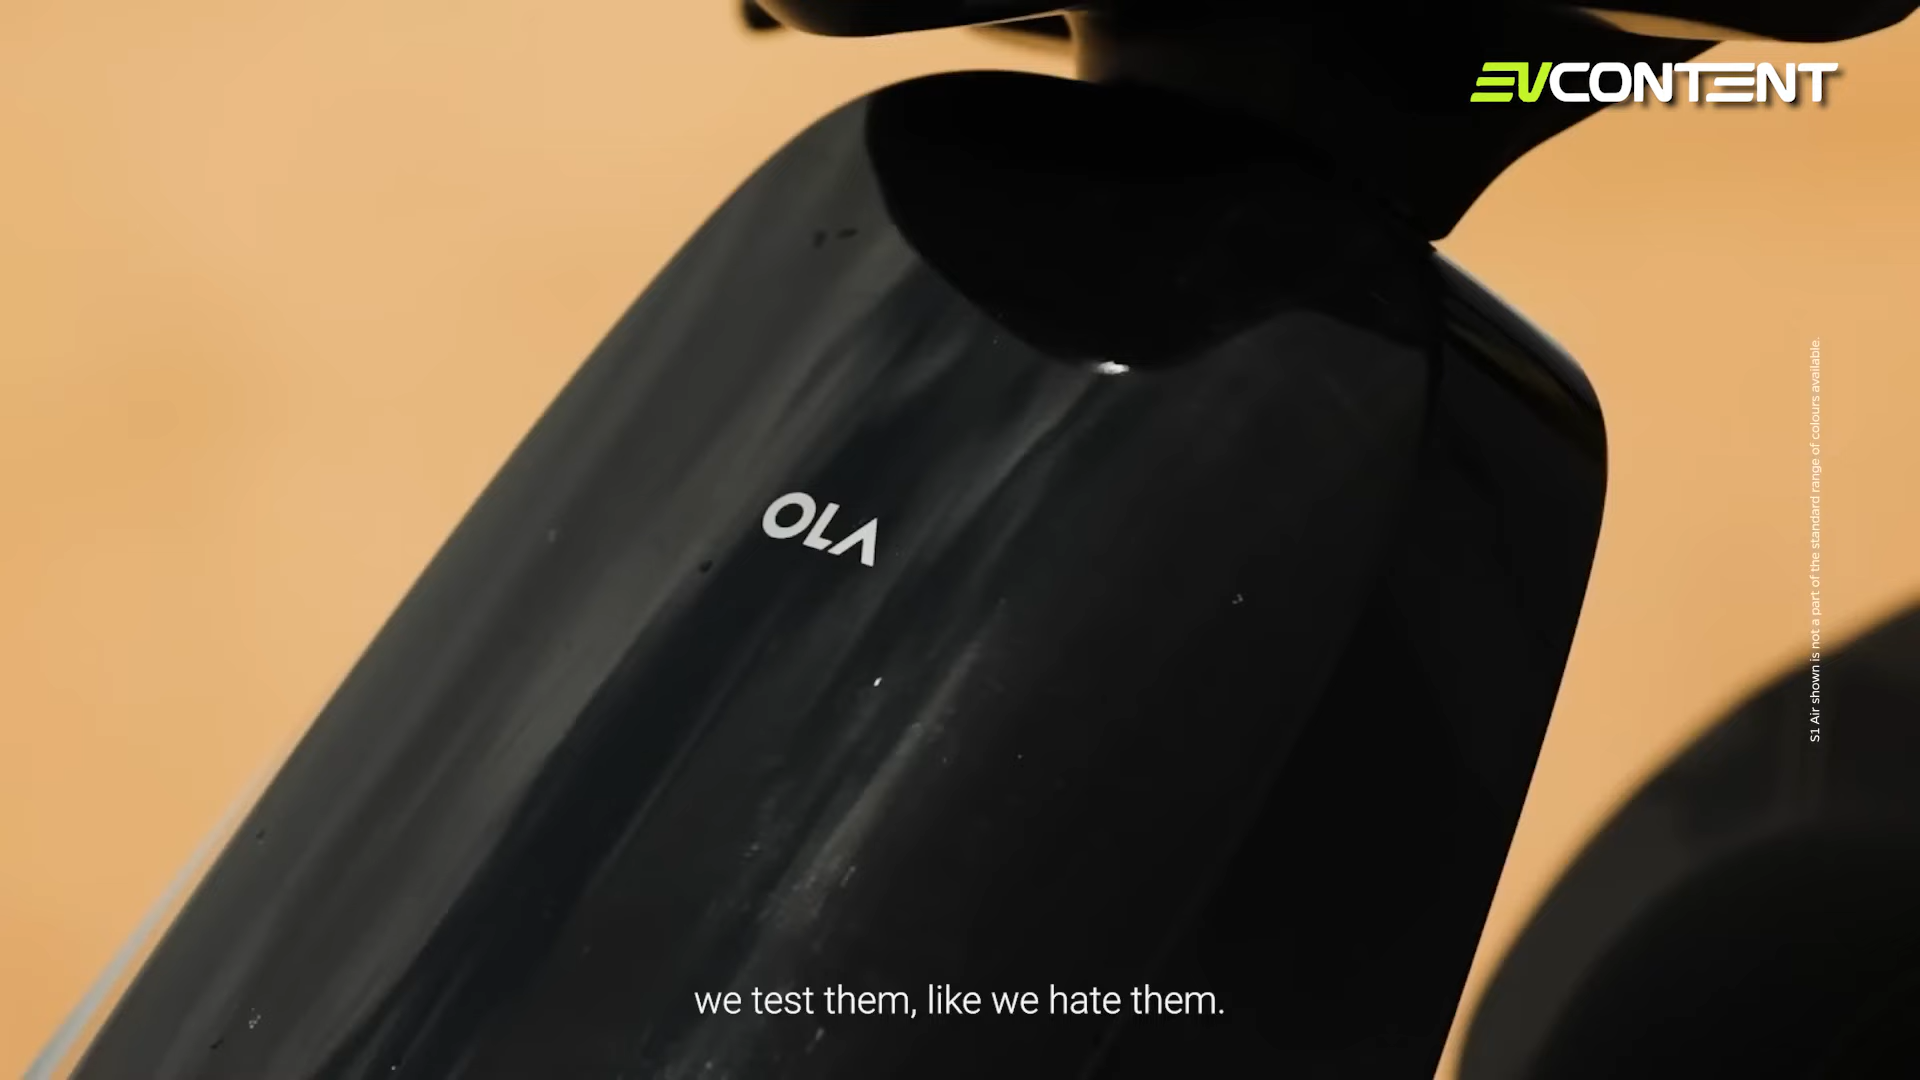 EVCONTENT
OLA
S1 Air shown is not a part of the standard range of colours available.
we test them, like we hate them.